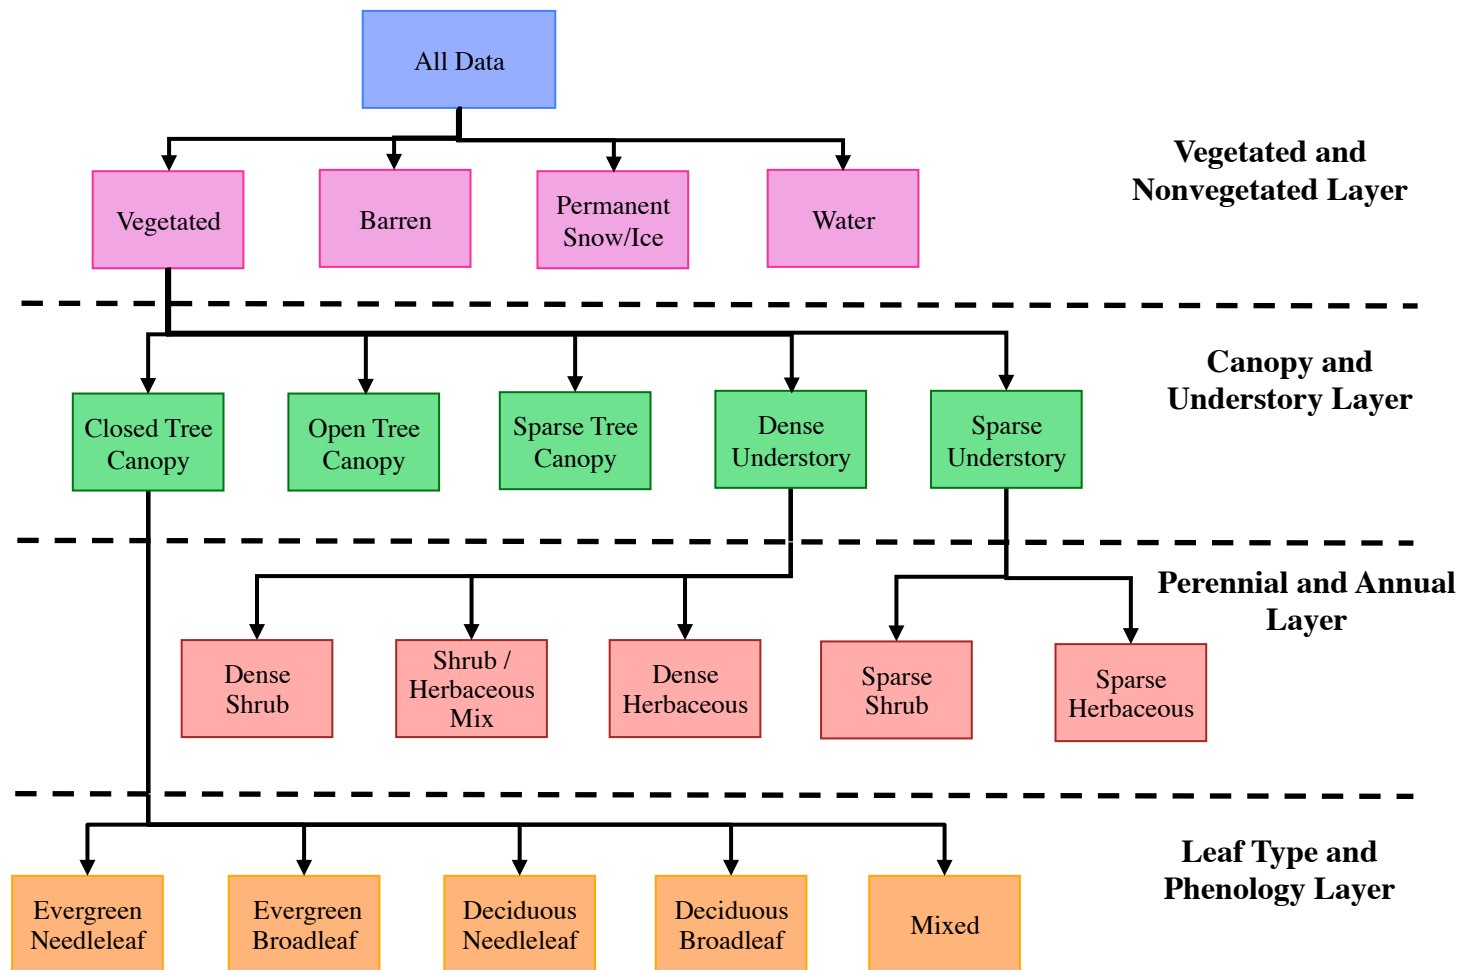 All Data
Vegetated and
Nonvegetated Layer
Vegetated
Barren
Permanent
Snow/Ice
Water
Canopy and
Understory Layer
Closed Tree
Canopy
Open Tree
Canopy
Sparse Tree
Canopy
Dense
Understory
Sparse
Understory
Perennial and Annual
Layer
Dense
Shrub
Shrub /
Herbaceous
Mix
Dense
Herbaceous
Sparse
Shrub
Sparse
Herbaceous
Leaf Type and
Phenology Layer
Evergreen
Needleleaf
Evergreen
Broadleaf
Deciduous
Needleleaf
Deciduous
Broadleaf
Mixed